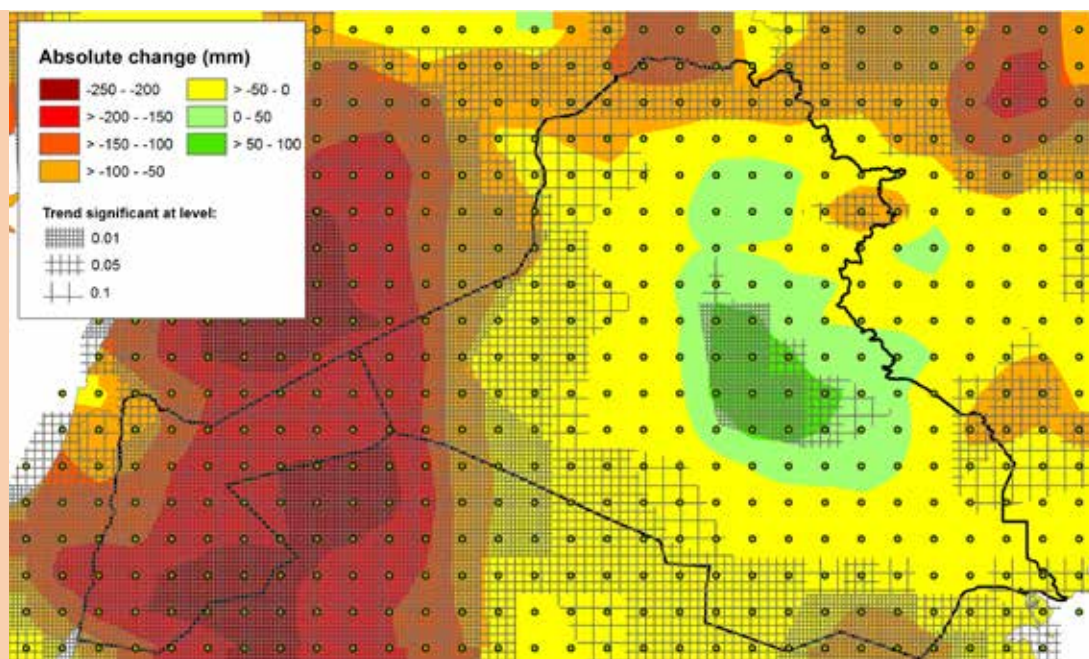 Absolute change (mm)
-250 - -200
> -200 - -150
> -150 - -100
> -100 - -50
> -50 - 0
0 - 50
> 50 - 100
Trend significant at level:
0.01
0.05
0.1